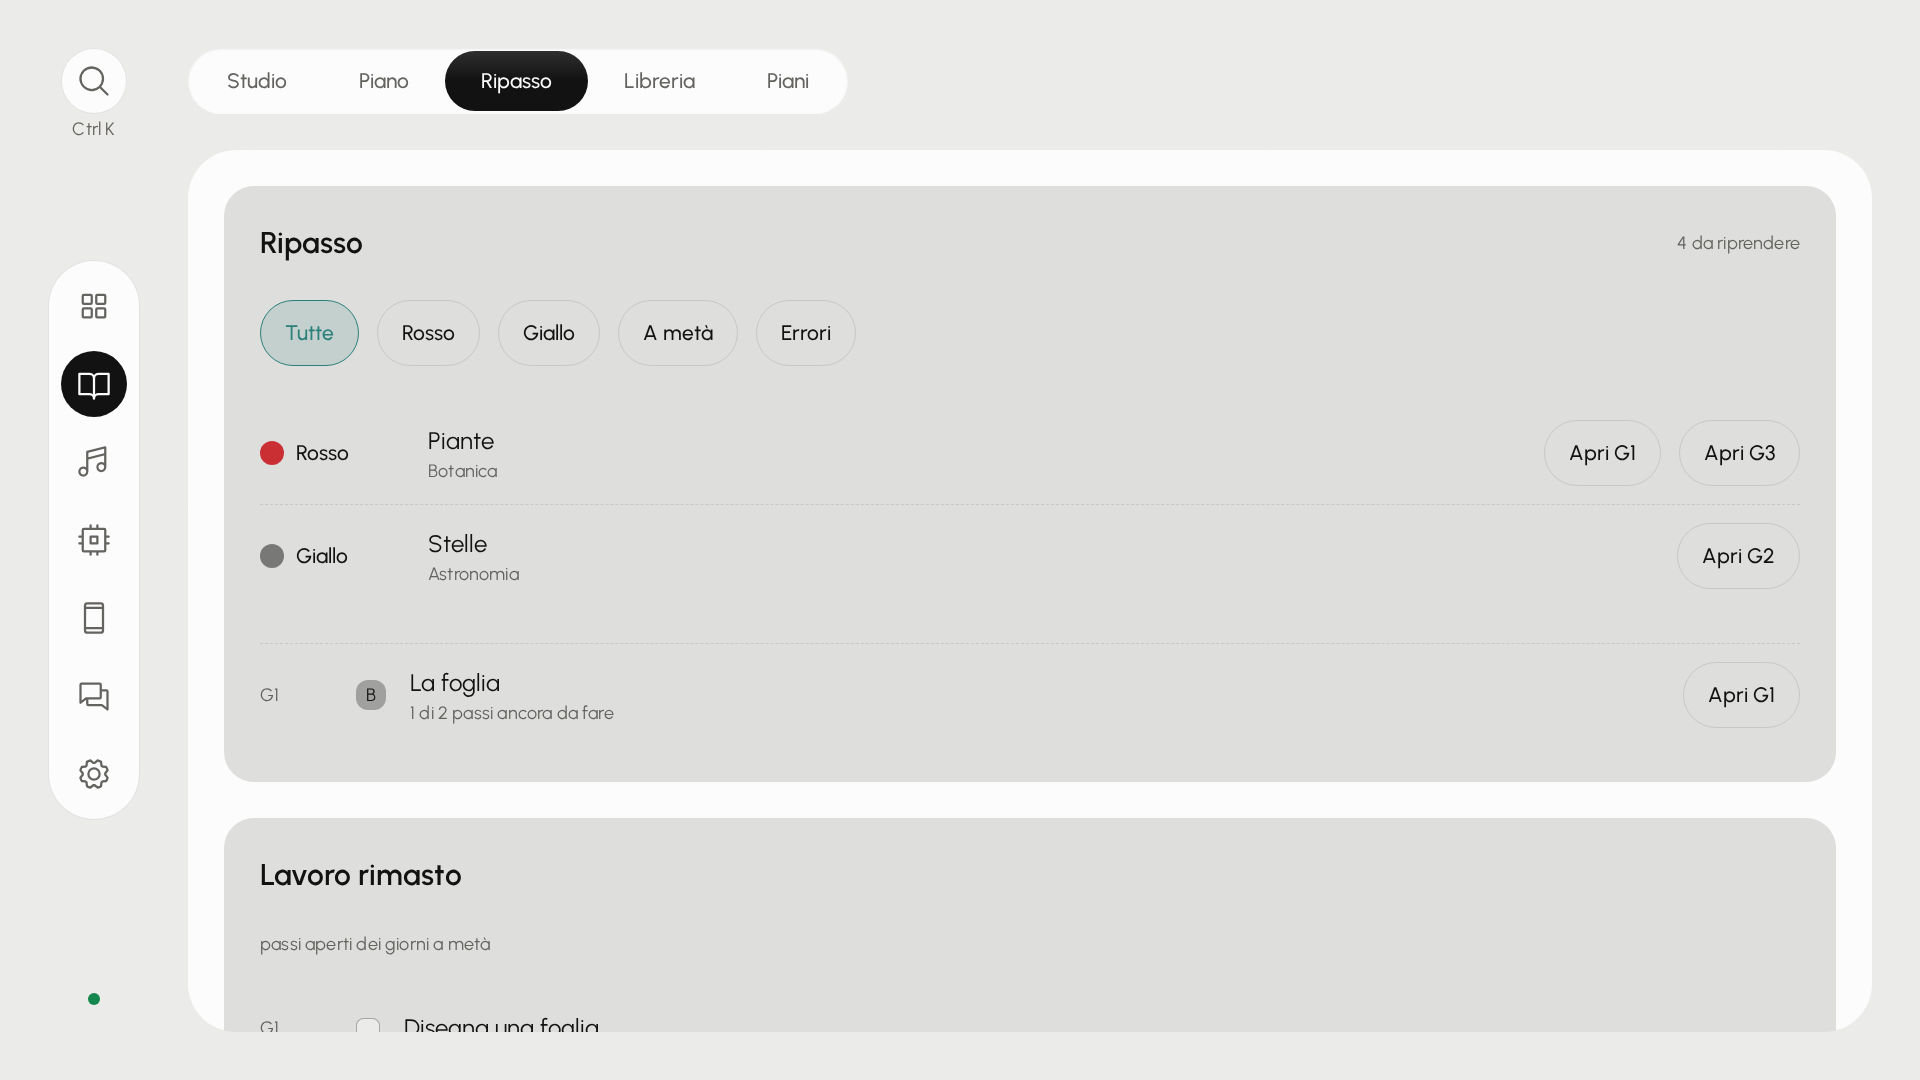 Ctrl K
Studio
Piano
Ripasso
Libreria
Piani
Ripasso
4 da riprendere
Tutte
Rosso
Giallo
A metà
Errori
Rosso
Piante
Botanica
Apri G1
Apri G3
Giallo
Stelle
Astronomia
Apri G2
G1
B
La foglia
1 di 2 passi ancora da fare
Apri G1
Lavoro rimasto
passi aperti dei giorni a metà
G1
Disegna una foglia